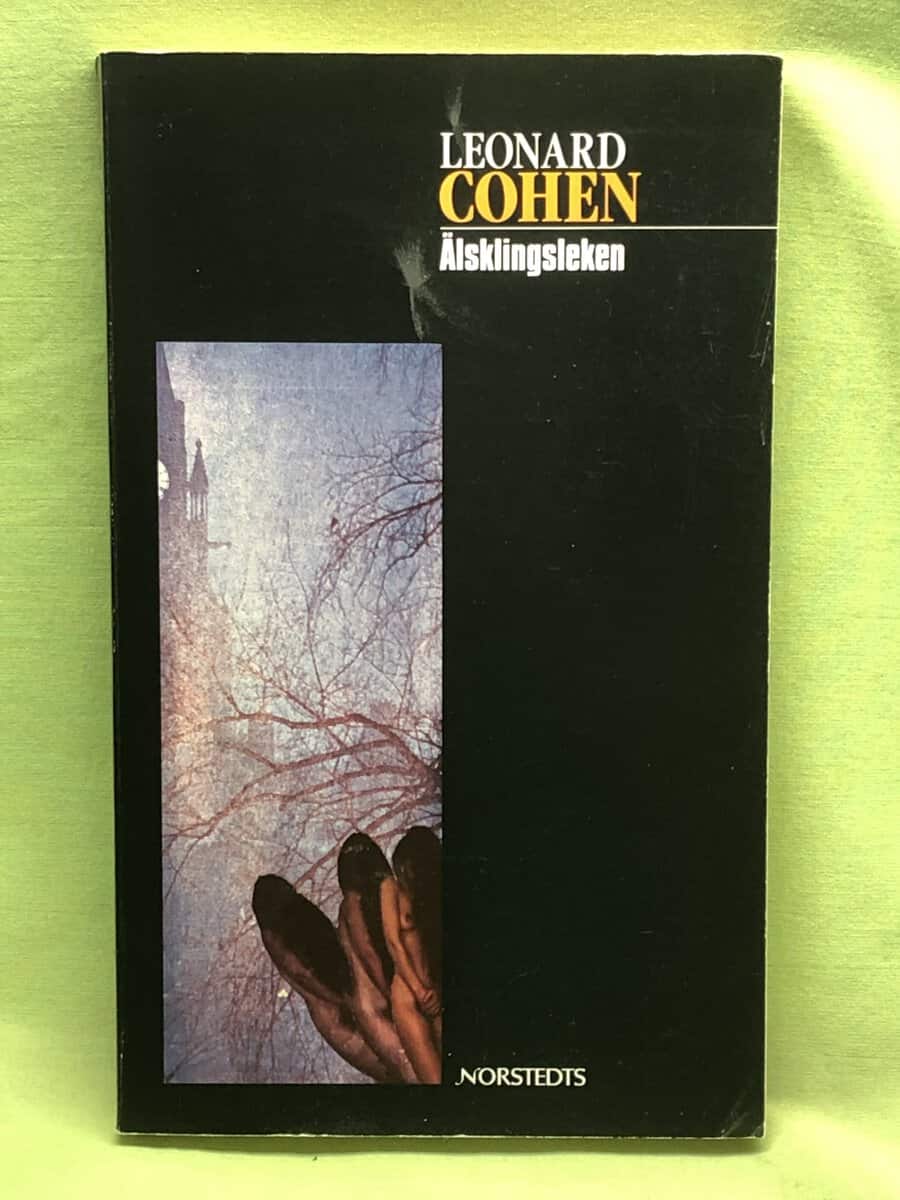 LEONARD
COHEN
Älsklingsleken
NORSTEDTS